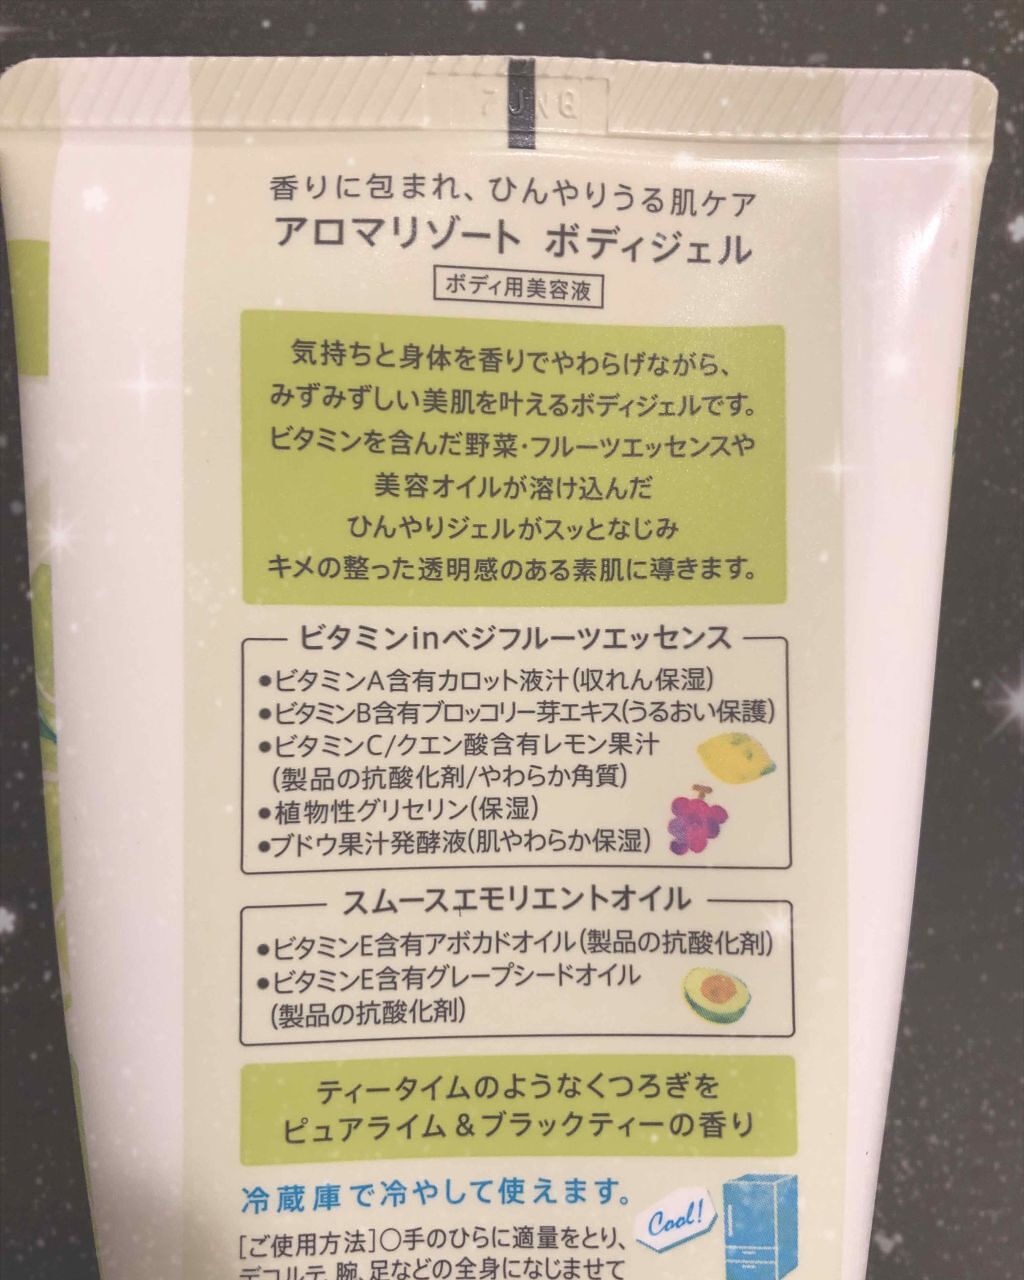 香りに包まれ、ひんやりうる肌ケア
アロマリゾート ボディジェル
ボディ用美容液
気持ちと身体を香りでやわらげながら、
みずみずしい美肌を叶えるボディジェルです。
ビタミンを含んだ野菜・フルーツエッセンスや
美容オイルが溶け込んだ
ひんやりジェルがスッとなじみ
キメの整った透明感のある素肌に導きます。
ビタミンinベジフルーツエッセンス
●ビタミンA含有カロット液汁(収れん保湿)
●ビタミンB含有ブロッコリー芽エキス(うるおい保護)
●ビタミンC/クエン酸含有レモン果汁
(製品の抗酸化剤/やわらか角質)
●植物性グリセリン(保湿)
●ブドウ果汁発酵液(肌やわらか保湿)
スムースエモリエントオイル
●ビタミンE含有アボカドオイル(製品の抗酸化剤)
●ビタミンE含有グレープシードオイル
(製品の抗酸化剤)
ティータイムのようなくつろぎを
ピュアライム&ブラックティーの香り
冷蔵庫で冷やして使えます。
Cool!
[ご使用方法]○手のひらに適量をとり、
デコルテ、腕、足などの全身になじませて